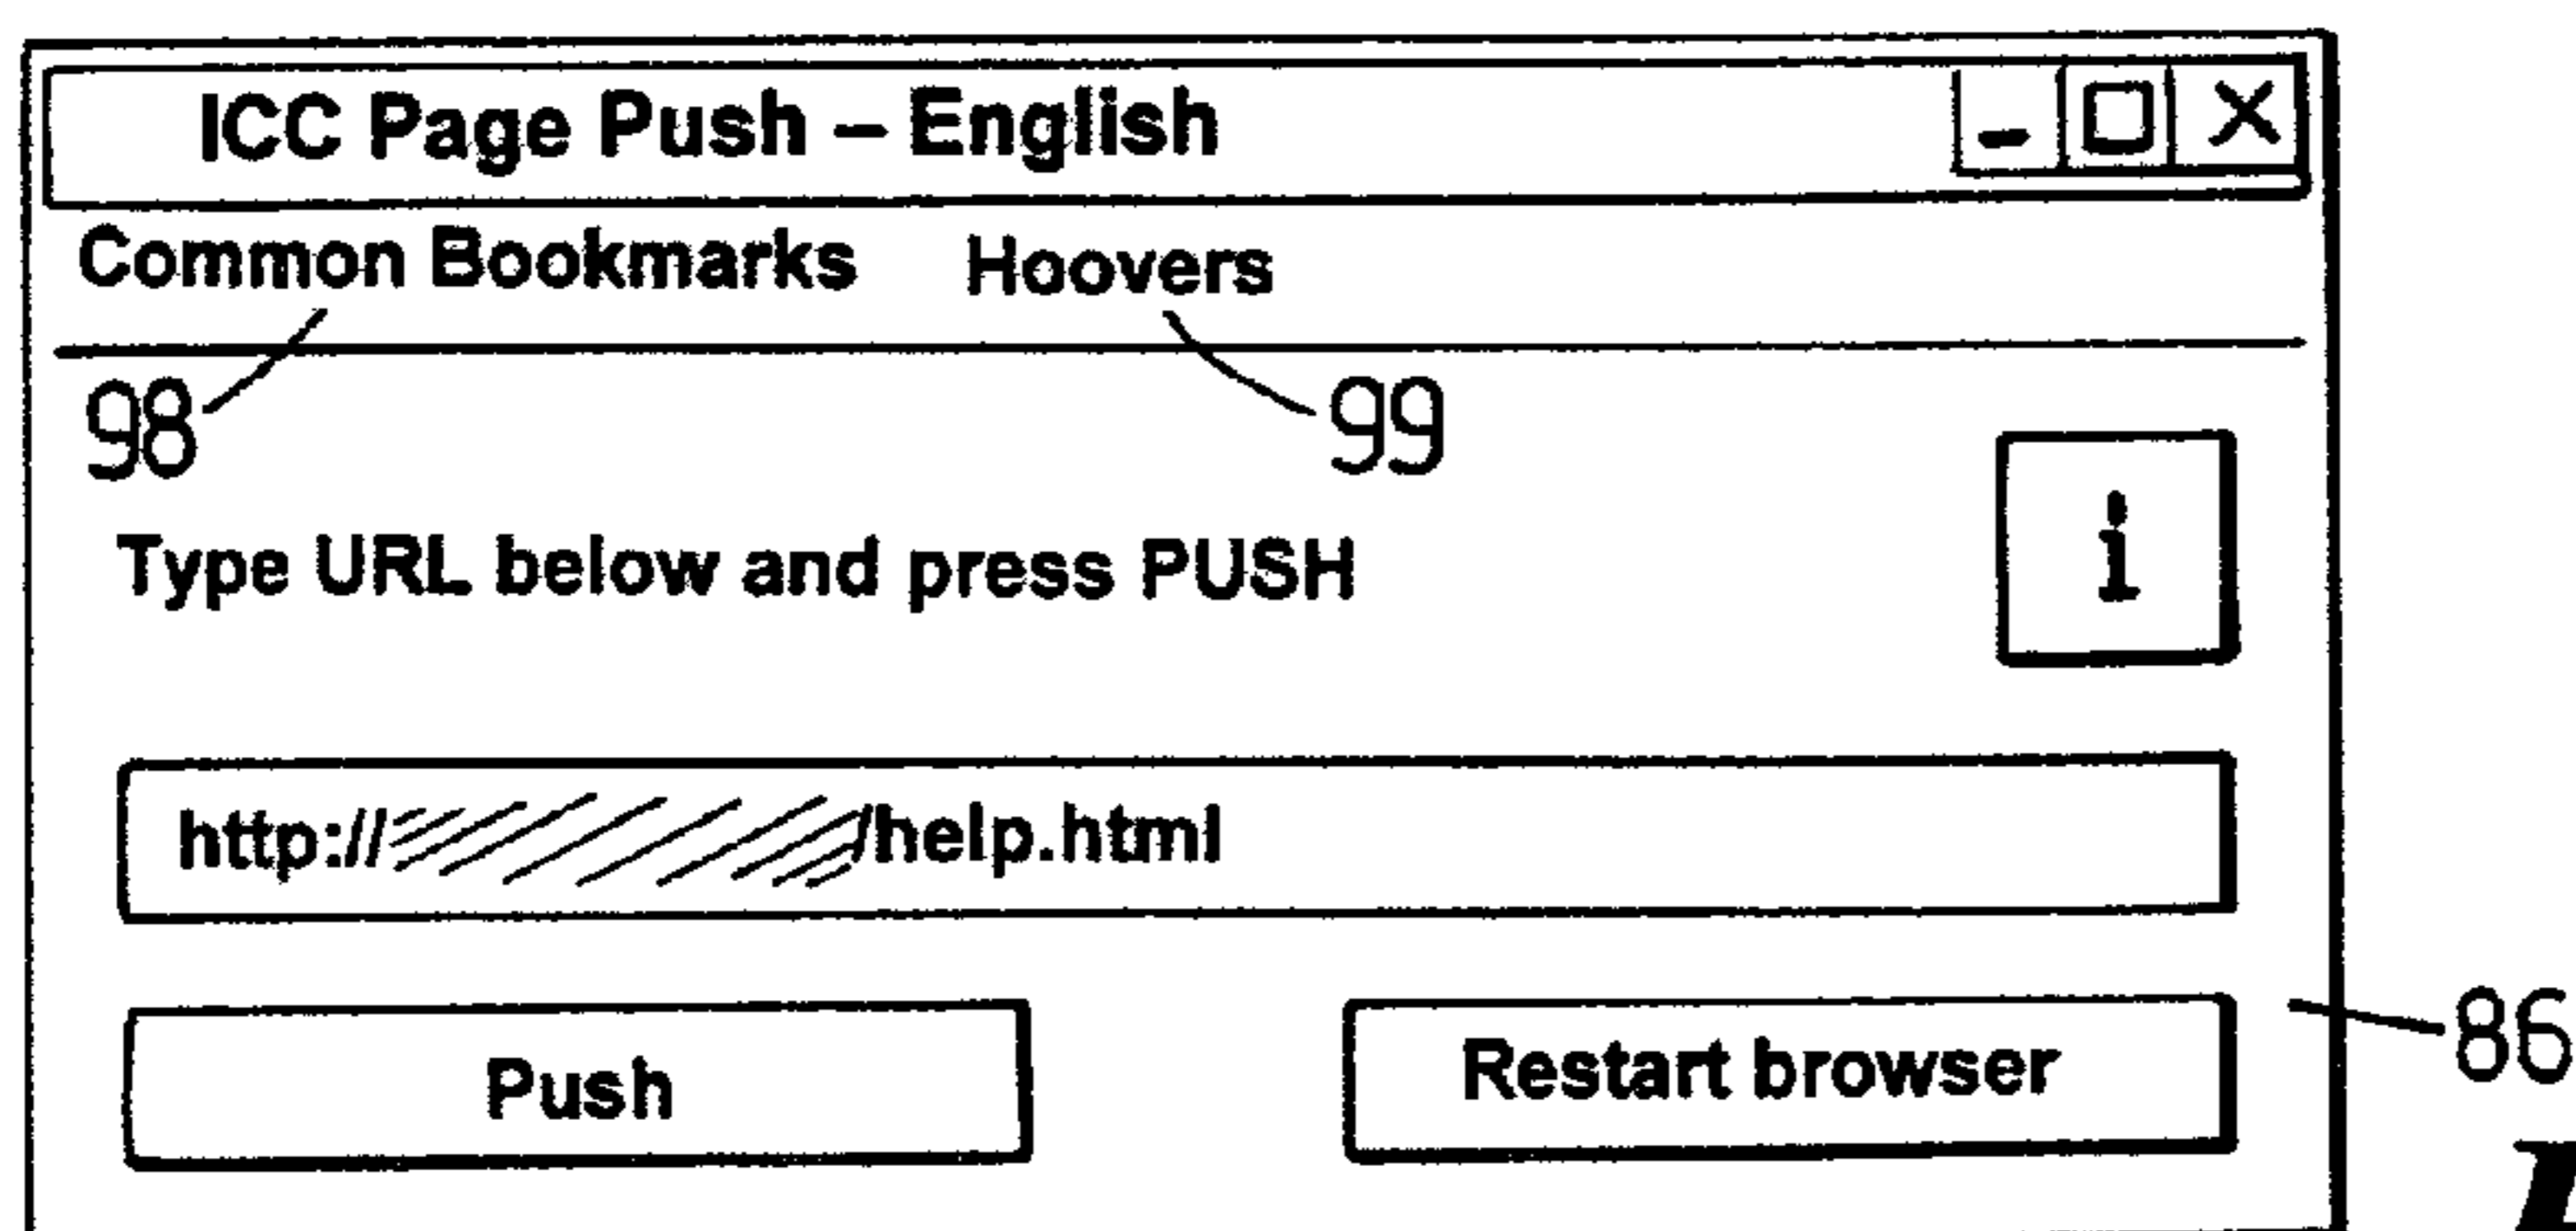 ICC Page Push – English
Common Bookmarks Hoovers
98 99
Type URL below and press PUSH
i
http:// /help.html
Push Restart browser
86